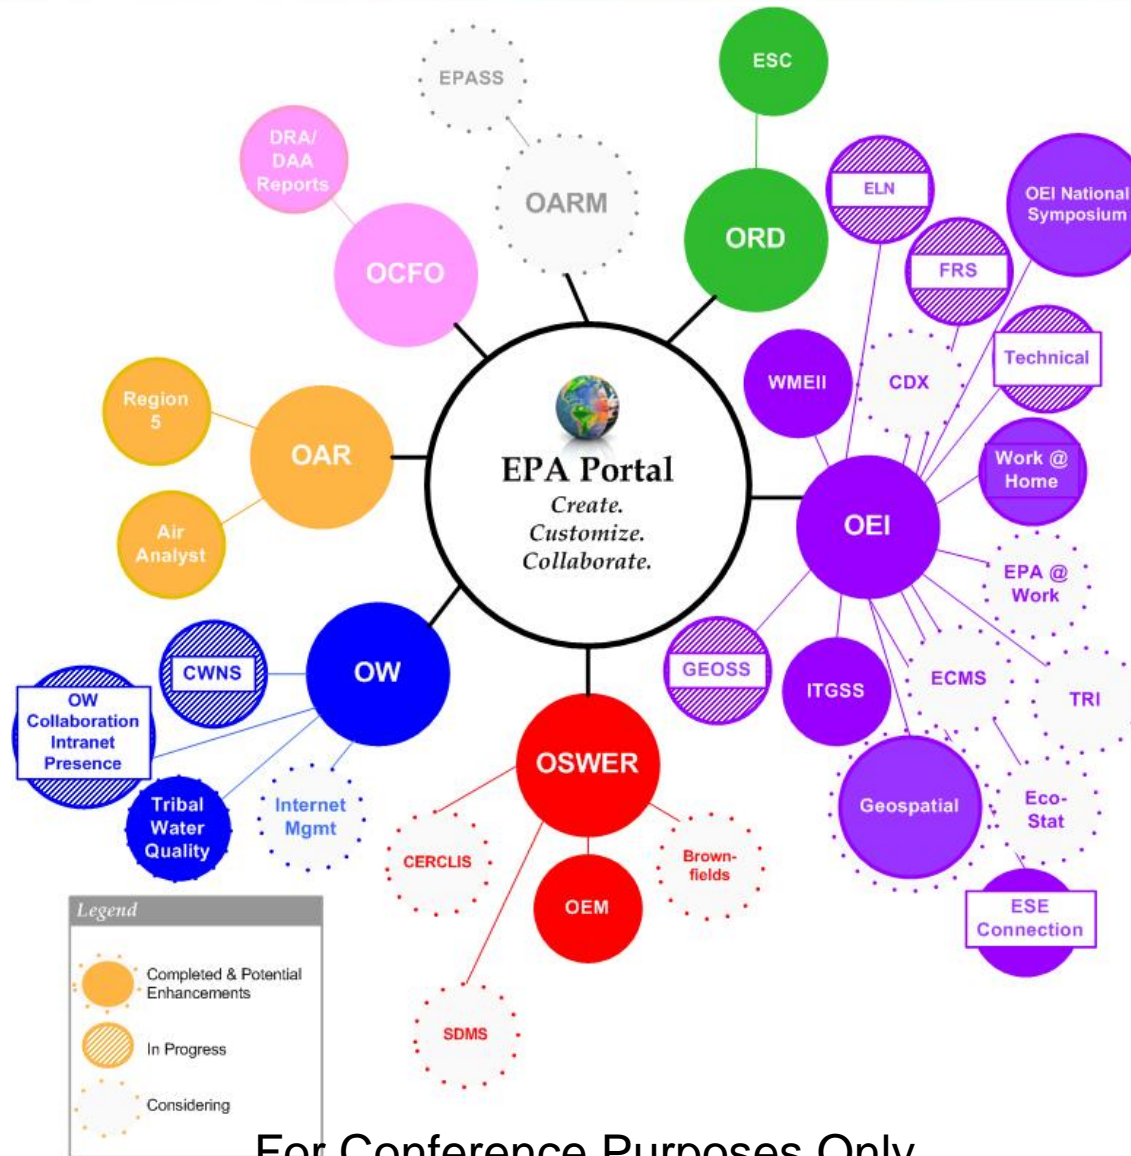 ESC
EPASS
DRA/
DAA
Reports
ELN
OEI National
Symposium
OARM
ORD
OCFO
FRS
Technical
WMEII
CDX
Region
5
OAR
EPA Portal
Create.
Customize.
Collaborate.
Work @
Home
OEI
Air
Analyst
EPA @
Work
CWNS
OW
GEOSS
ITGSS
ECMS
TRI
OW
Collaboration
Intranet
Presence
OSWER
Tribal
Water
Quality
Internet
Mgmt
Geospatial
Eco-
Stat
CERCLIS
Brown-
fields
OEM
ESE
Connection
Legend
Completed & Potential
Enhancements
In Progress
Considering
SDMS
For Conference Purposes Only